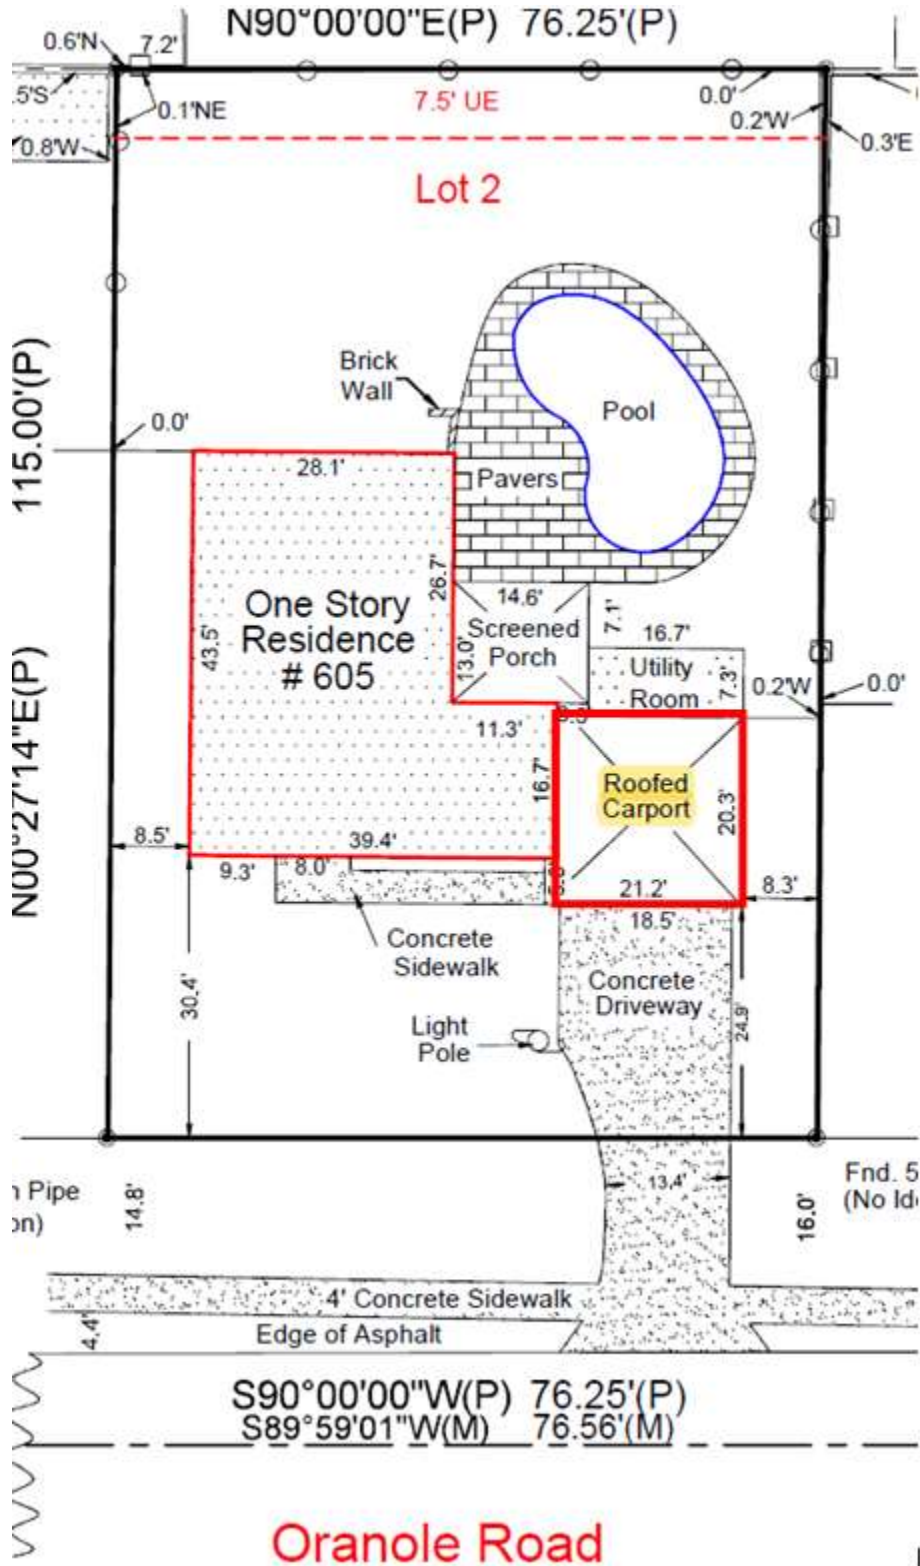 N90°00'00"E(P) 76.25'(P)
0.6'N
7.2'
.5'S
0.1'NE
7.5' UE
0.0'
0.2'W
0.3'E
0.8'W
Lot 2
115.00'(P)
Brick
Wall
Pool
0.0'
28.1'
Pavers
26.7'
One Story
Residence
# 605
43.5'
14.6'
Screened
Porch
13.0'
7.1'
16.7'
Utility
Room
7.3'
0.2'W
0.0'
N00°27'14"E(P)
11.3'
16.7'
Roofed
Carport
20.3'
8.5'
39.4'
9.3'
8.0'
21.2'
8.3'
18.5'
Concrete
Sidewalk
Concrete
Driveway
30.4'
24.9'
Light
Pole
n Pipe
on)
14.8'
13.4'
16.0'
Fnd. 5
(No Id
4' Concrete Sidewalk
4.4'
Edge of Asphalt
S90°00'00"W(P) 76.25'(P)
S89°59'01"W(M) 76.56'(M)
Oranole Road